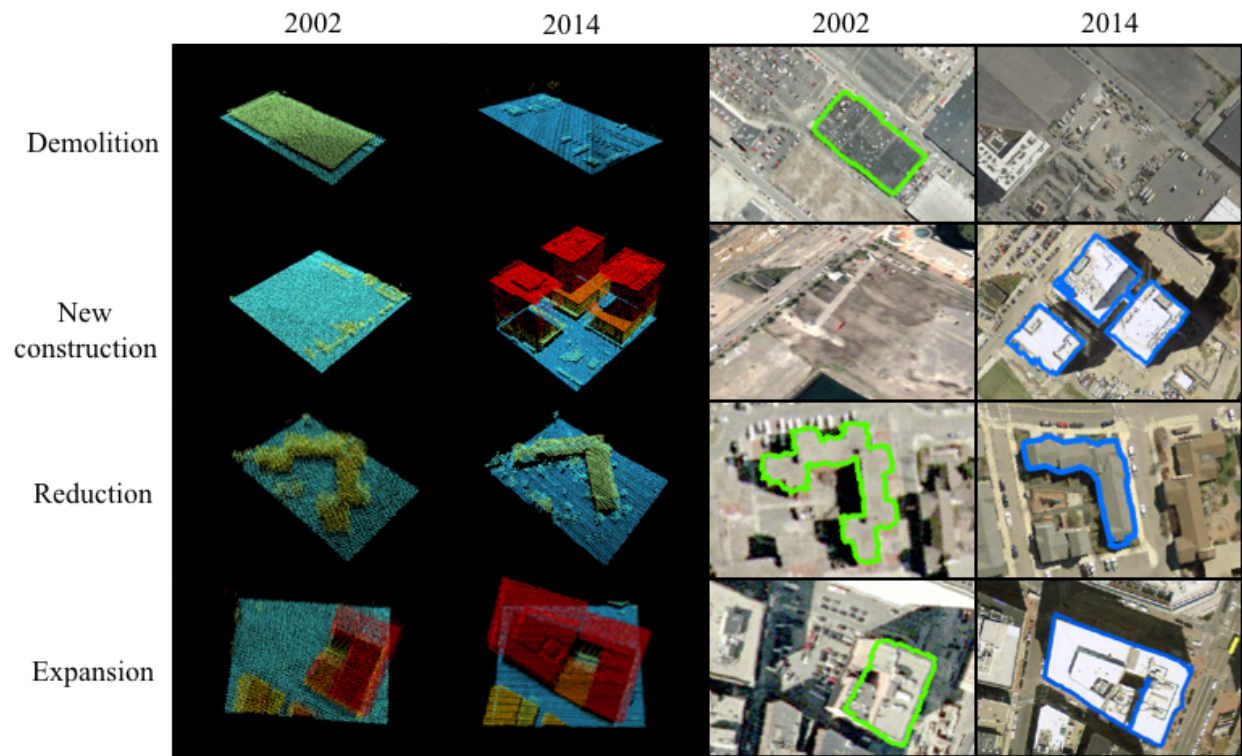 2002 2014 2002 2014
Demolition
New
construction
Reduction
Expansion